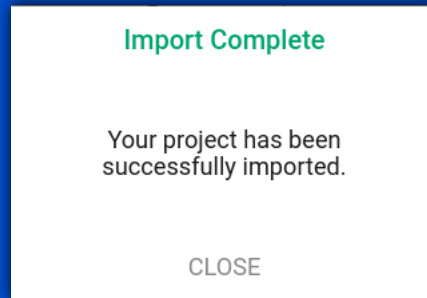 Import Complete
Your project has been
successfully imported.
CLOSE